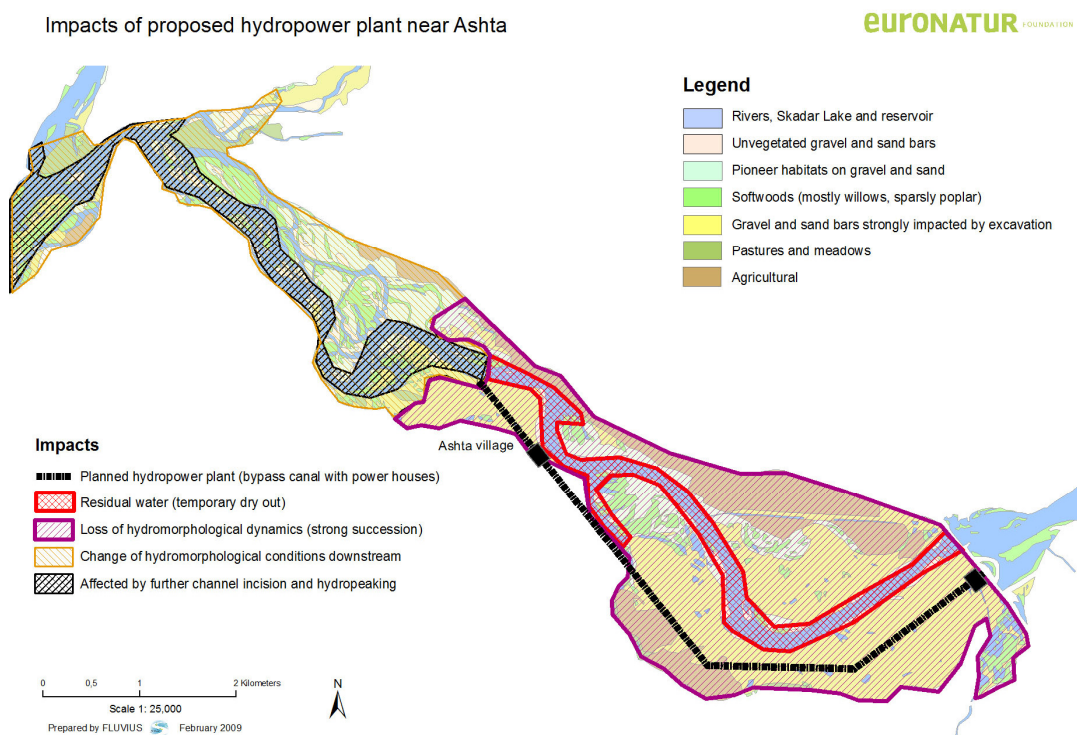 Impacts of proposed hydropower plant near Ashta
euronatur FOUNDATION
Legend
Rivers, Skadar Lake and reservoir
Unvegetated gravel and sand bars
Pioneer habitats on gravel and sand
Softwoods (mostly willows, sparsly poplar)
Gravel and sand bars strongly impacted by excavation
Pastures and meadows
Agricultural
Ashta village
Impacts
Planned hydropower plant (bypass canal with power houses)
Residual water (temporary dry out)
Loss of hydromorphological dynamics (strong succession)
Change of hydromorphological conditions downstream
Affected by further channel incision and hydropeaking
0 0,5 1 2 Kilometers
Scale 1: 25,000
N
Prepared by FLUVIUS February 2009